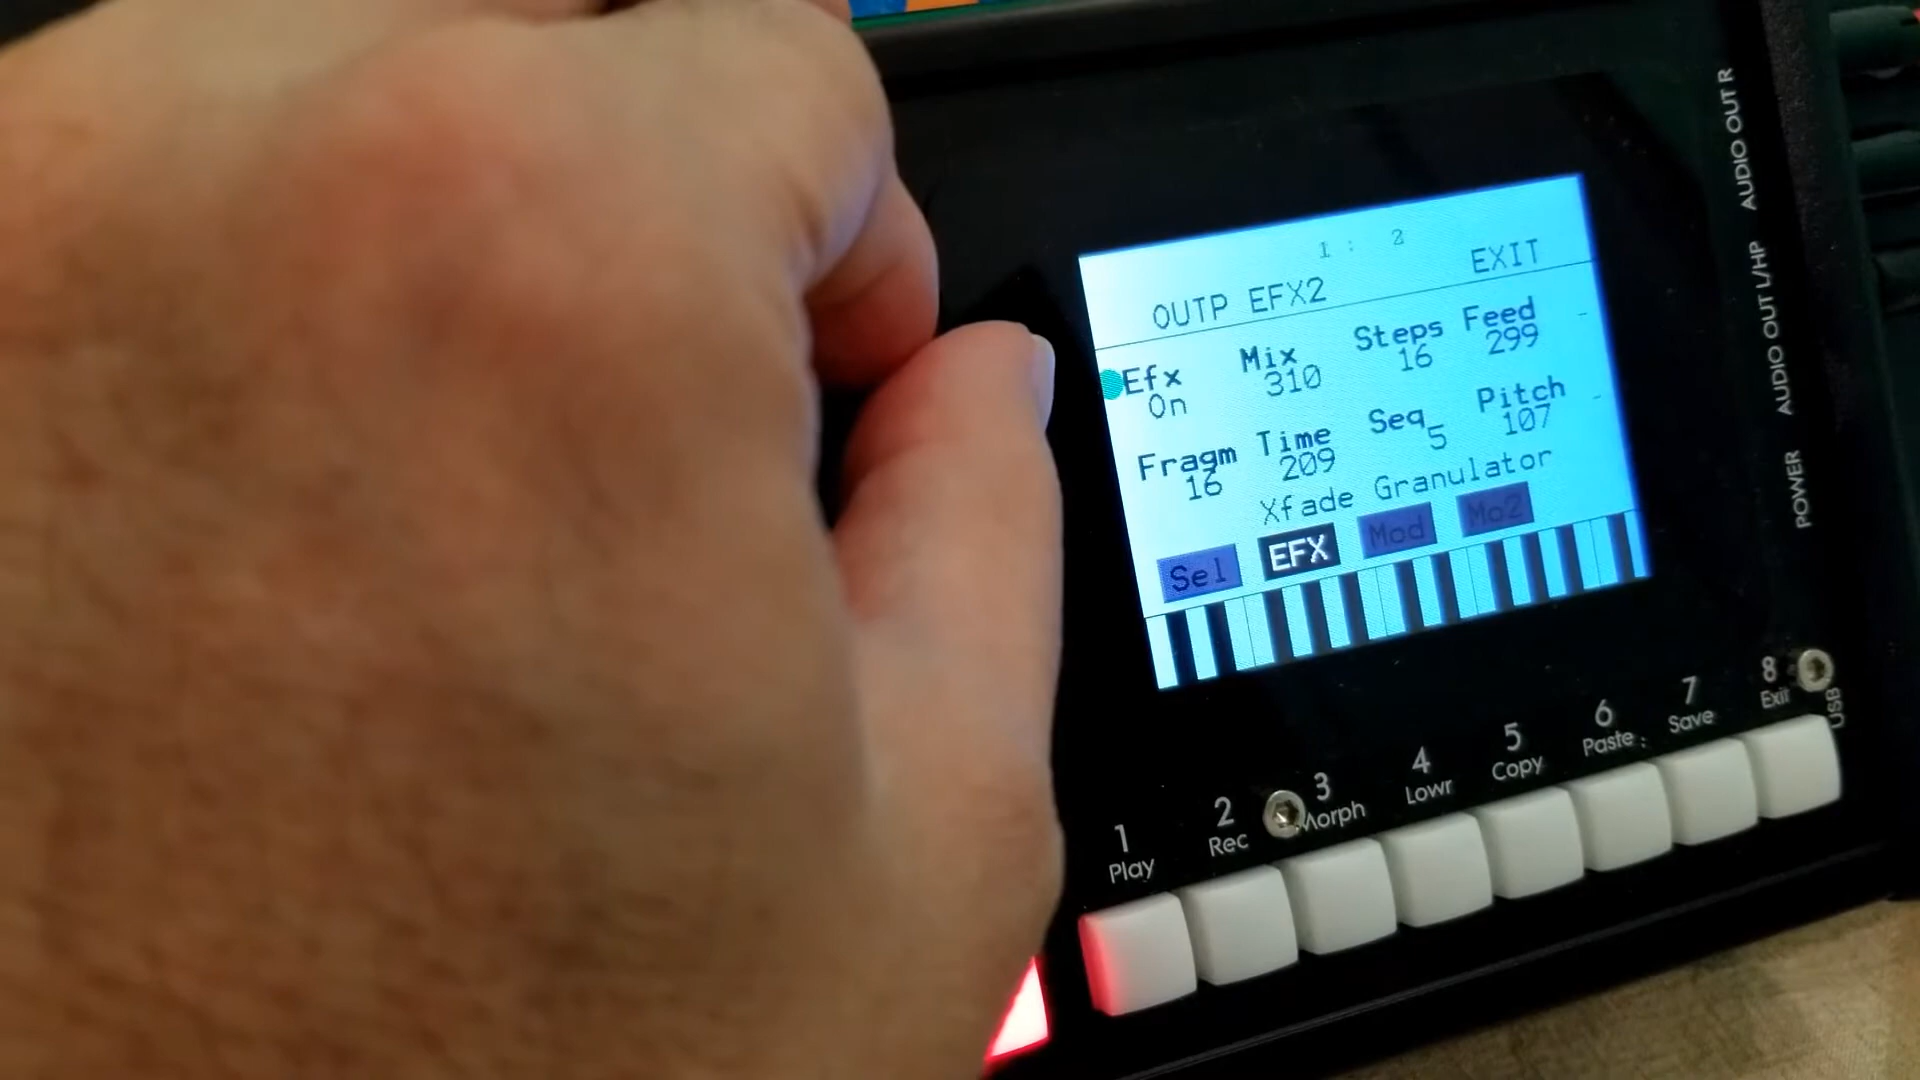 1 : 2
OUTP EFX2 EXIT
Efx Mix Steps Feed
On 310 16 299
Fragm Time Seq Pitch
16 209 5 107
Xfade Granulator
Sel EFX Mod Mo2
1 2 3 4 5 6 7 8
Play Rec Morph Lowr Copy Paste Save Exit
AUDIO OUT R
AUDIO OUT L/HP
POWER
USB